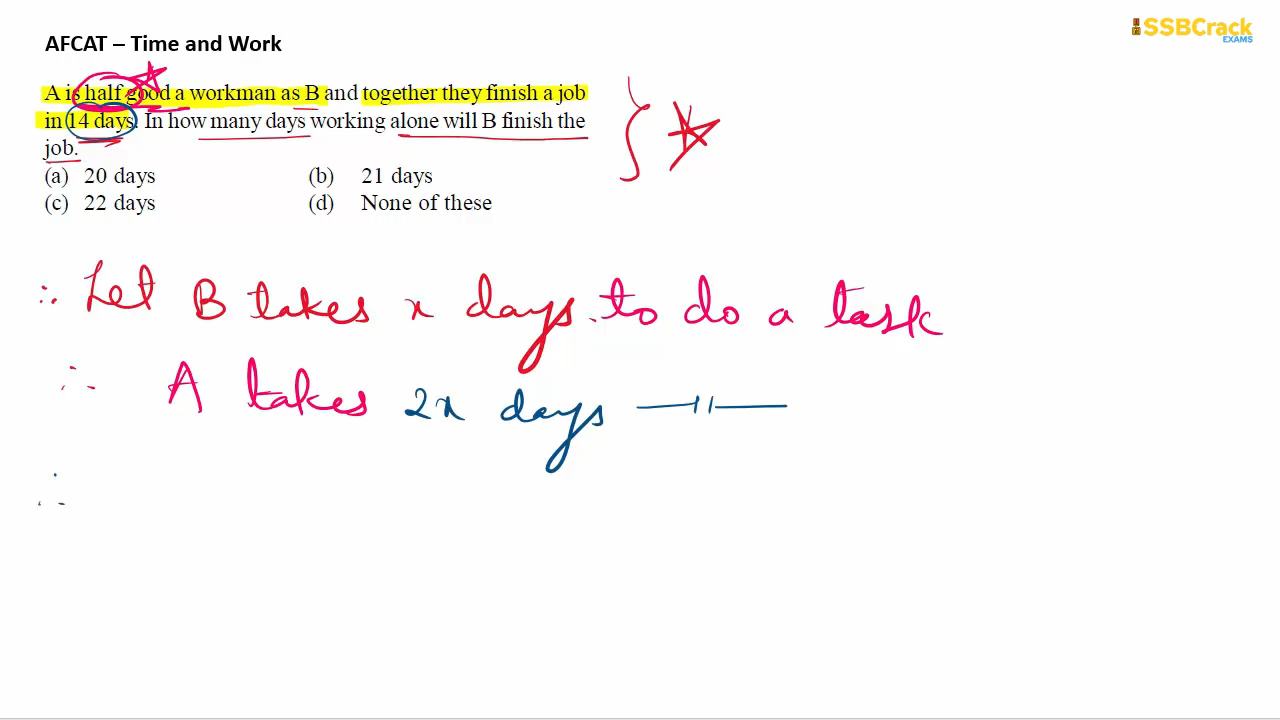 SSBCrack
EXAMS
AFCAT – Time and Work
A is half good a workman as B and together they finish a job
in 14 days. In how many days working alone will B finish the
job.
(a) 20 days (b) 21 days
(c) 22 days (d) None of these
∴ Let B takes x days. to do a task
∴ A takes 2x days —11—
∴